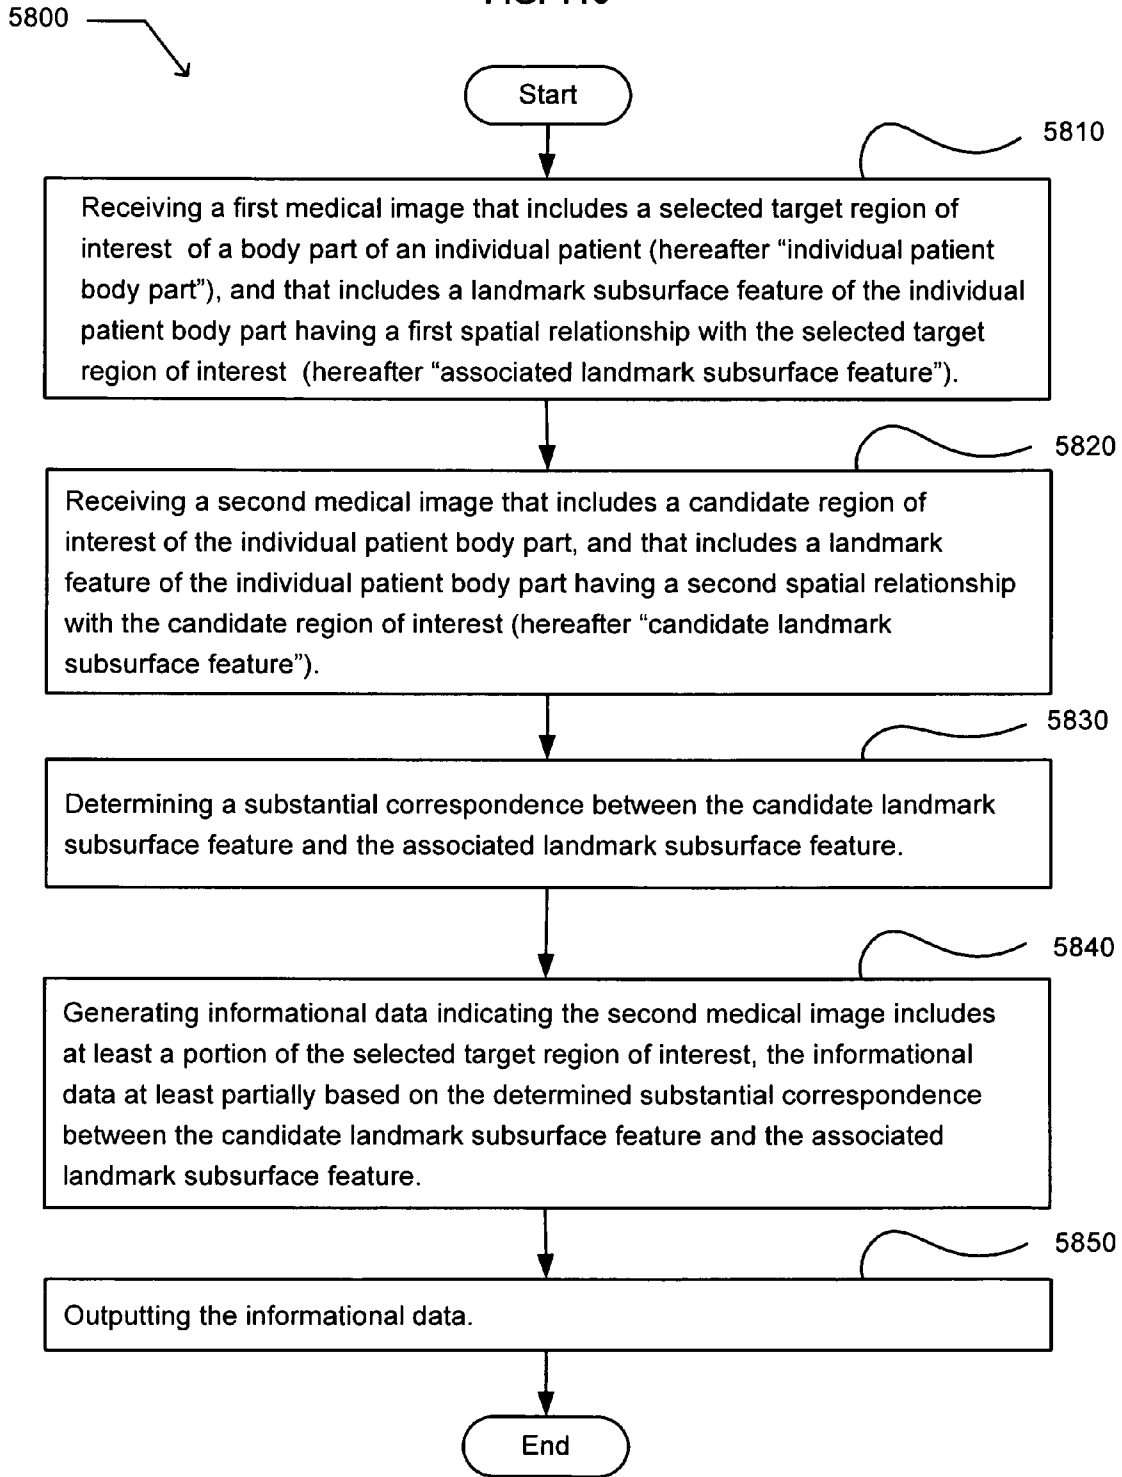 5800
Start
5810
Receiving a first medical image that includes a selected target region of
interest of a body part of an individual patient (hereafter “individual patient
body part”), and that includes a landmark subsurface feature of the individual
patient body part having a first spatial relationship with the selected target
region of interest (hereafter “associated landmark subsurface feature”).
5820
Receiving a second medical image that includes a candidate region of
interest of the individual patient body part, and that includes a landmark
feature of the individual patient body part having a second spatial relationship
with the candidate region of interest (hereafter “candidate landmark
subsurface feature”).
5830
Determining a substantial correspondence between the candidate landmark
subsurface feature and the associated landmark subsurface feature.
5840
Generating informational data indicating the second medical image includes
at least a portion of the selected target region of interest, the informational
data at least partially based on the determined substantial correspondence
between the candidate landmark subsurface feature and the associated
landmark subsurface feature.
5850
Outputting the informational data.
End